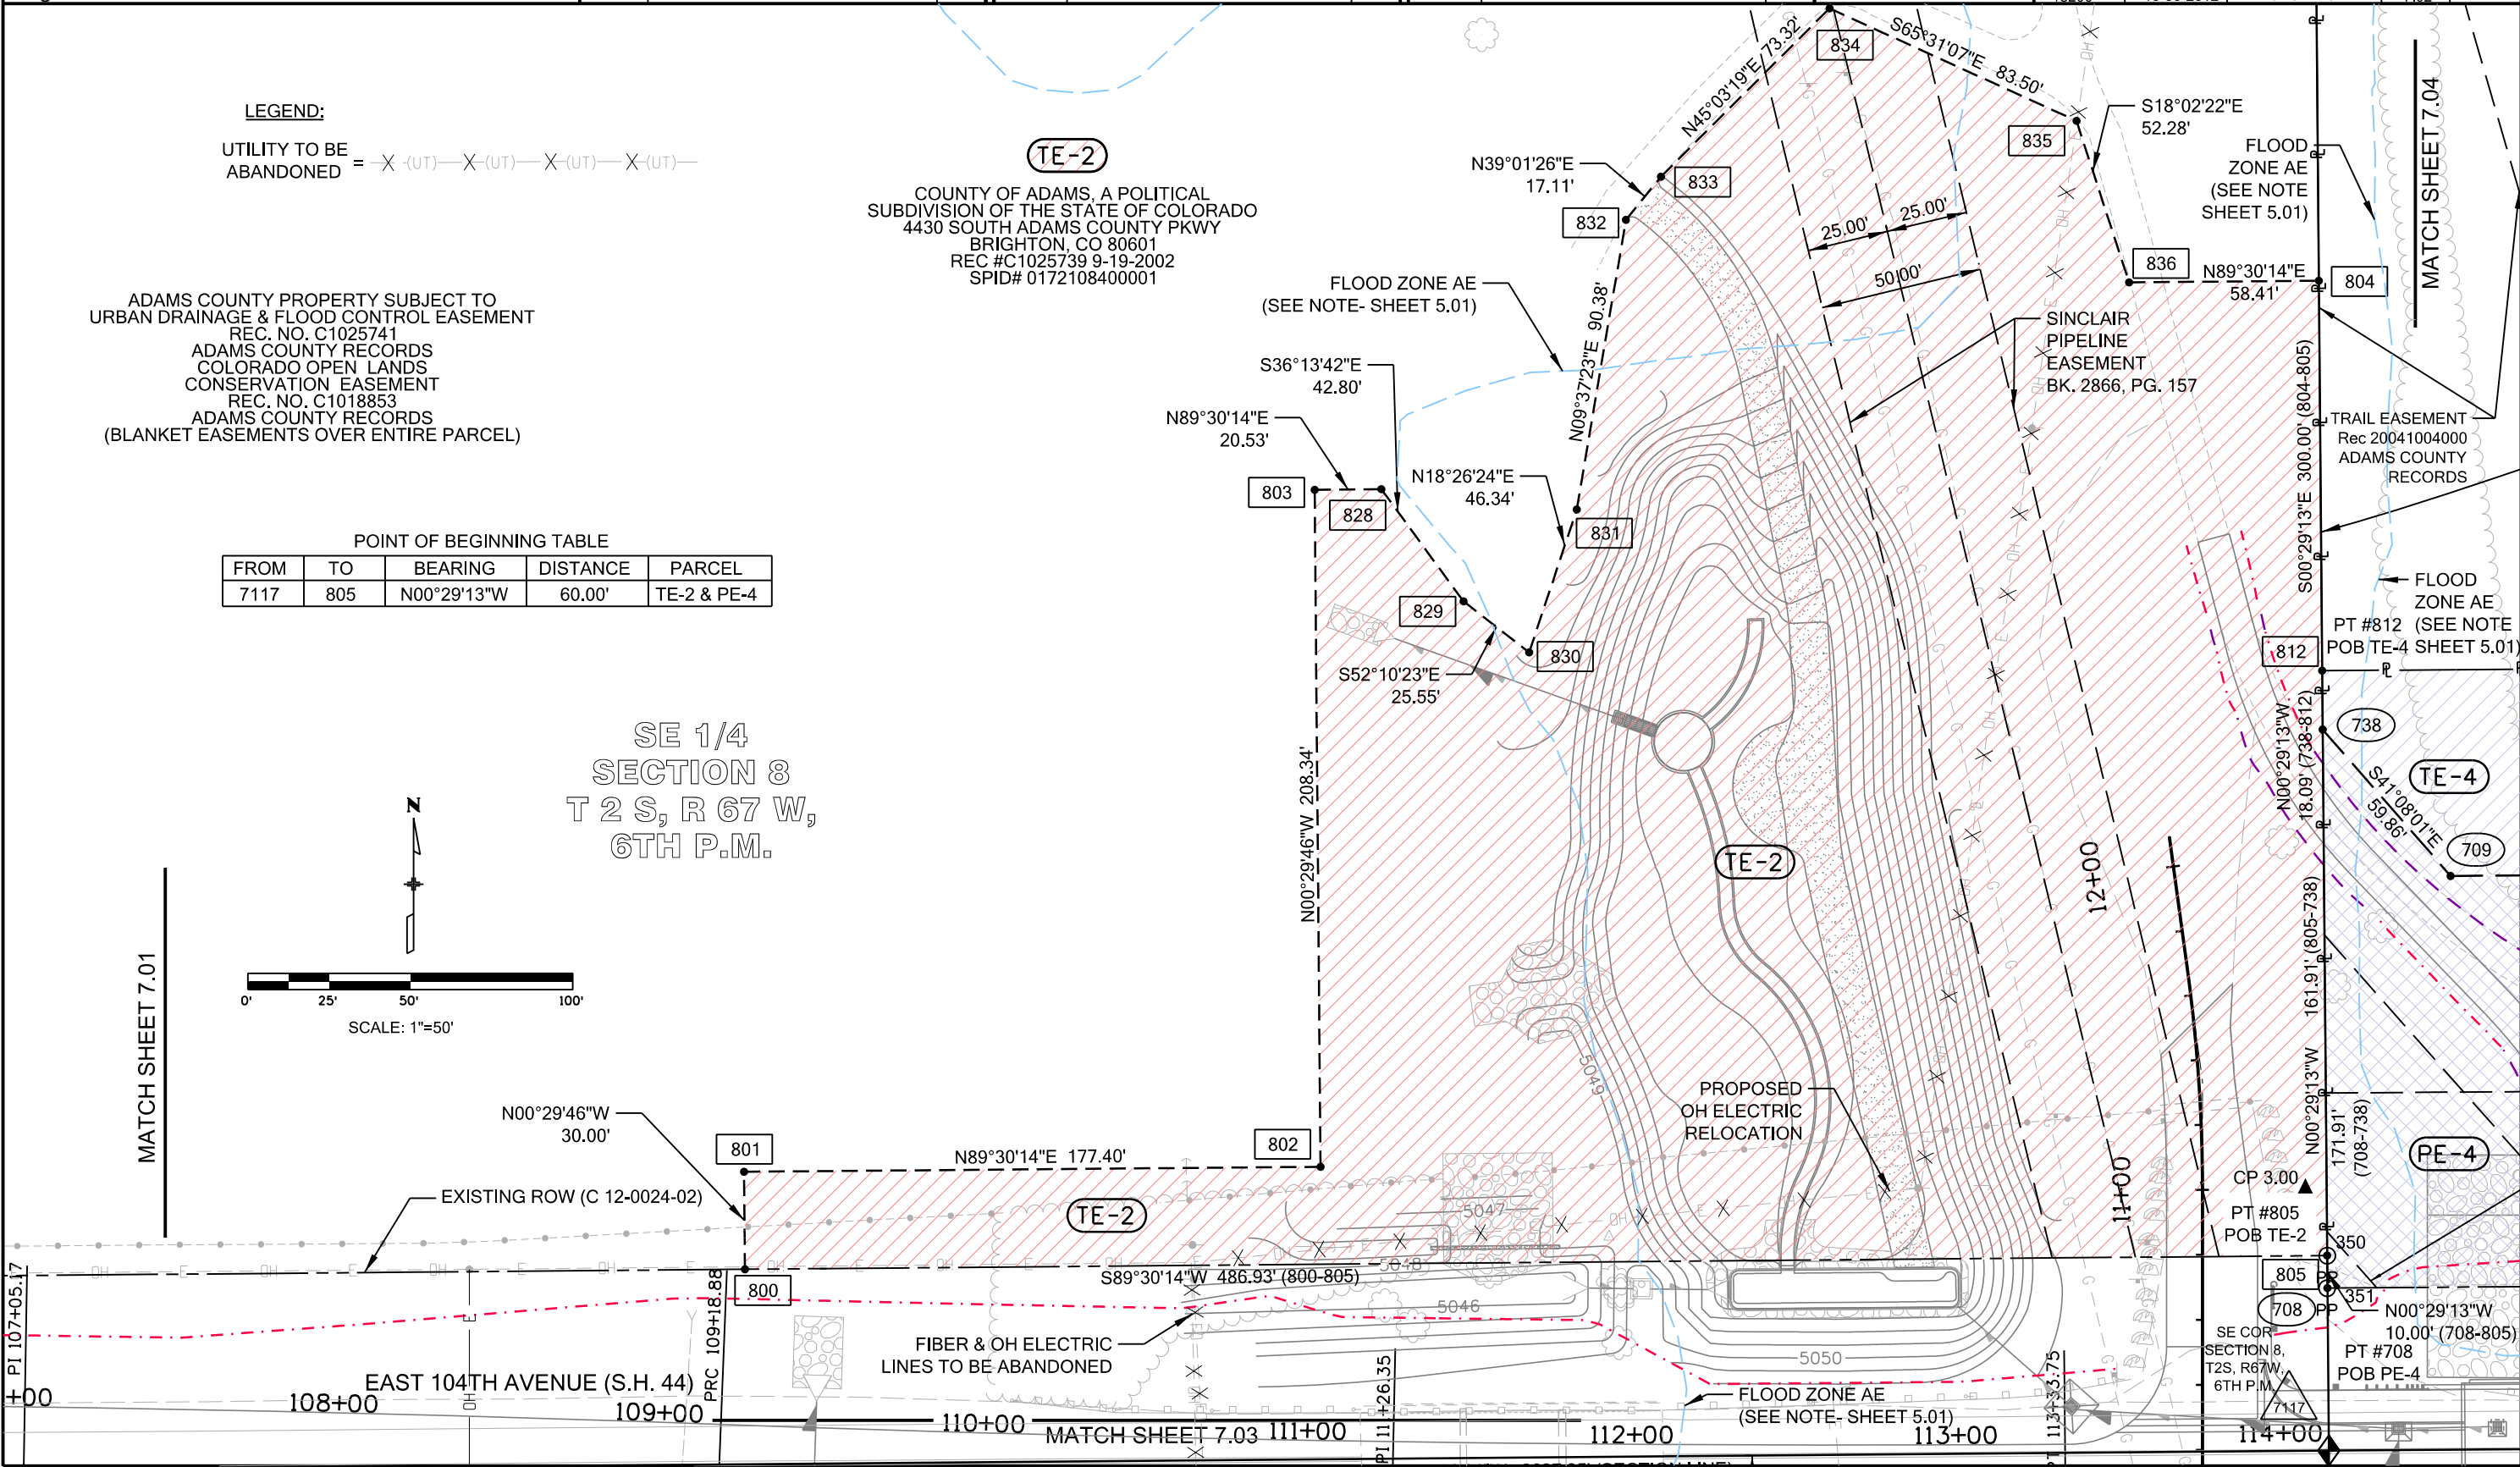 LEGEND:
UTILITY TO BE
ABANDONED = X (UT) X (UT) X (UT) X (UT)
TE-2
COUNTY OF ADAMS, A POLITICAL
SUBDIVISION OF THE STATE OF COLORADO
4430 SOUTH ADAMS COUNTY PKWY
BRIGHTON, CO 80601
REC #C1025739 9-19-2002
SPID# 0172108400001
ADAMS COUNTY PROPERTY SUBJECT TO
URBAN DRAINAGE & FLOOD CONTROL EASEMENT
REC. NO. C1025741
ADAMS COUNTY RECORDS
COLORADO OPEN LANDS
CONSERVATION EASEMENT
REC. NO. C1018853
ADAMS COUNTY RECORDS
(BLANKET EASEMENTS OVER ENTIRE PARCEL)
POINT OF BEGINNING TABLE
FROM TO BEARING DISTANCE PARCEL
7117 805 N00°29'13"W 60.00' TE-2 & PE-4
SE 1/4
SECTION 8
T 2 S, R 67 W,
6TH P.M.
N
0' 25' 50' 100'
SCALE: 1"=50'
MATCH SHEET 7.01
834
S65°31'07"E 83.50'
N45°03'19"E 73.32'
S18°02'22"E
52.28'
835
N39°01'26"E
17.11'
833
832
25.00'
25.00'
50.00'
836
N89°30'14"E
58.41'
804
FLOOD
ZONE AE
(SEE NOTE
SHEET 5.01)
MATCH SHEET 7.04
FLOOD ZONE AE
(SEE NOTE- SHEET 5.01)
N09°37'23"E 90.38'
SINCLAIR
PIPELINE
EASEMENT
BK. 2866, PG. 157
S36°13'42"E
42.80'
N89°30'14"E
20.53'
N18°26'24"E
46.34'
803
828
831
829
830
S52°10'23"E
25.55'
S00°29'13"E 300.00' (804-805)
TRAIL EASEMENT
Rec 20041004000
ADAMS COUNTY
RECORDS
FLOOD
ZONE AE
(SEE NOTE
SHEET 5.01)
PT #812
POB TE-4
812
N00°29'13"W
18.09' (738-812)
738
TE-4
S41°08'01"E
59.86'
709
N00°29'46"W 208.34'
TE-2
12+00
N00°29'13"W 161.91' (805-738)
171.91'
(708-738)
PE-4
11+00
CP 3.00
PT #805
POB TE-2
350
805
PP
351
708
PP
N00°29'13"W
10.00' (708-805)
PT #708
POB PE-4
SE COR
SECTION 8,
T2S, R67W,
6TH P.M.
7117
PROPOSED
OH ELECTRIC
RELOCATION
5049
N00°29'46"W
30.00'
801
N89°30'14"E 177.40'
802
EXISTING ROW (C 12-0024-02)
TE-2
5047
5048
S89°30'14"W 486.93' (800-805)
800
5046
5050
FIBER & OH ELECTRIC
LINES TO BE ABANDONED
FLOOD ZONE AE
(SEE NOTE- SHEET 5.01)
PI 107+05.17
PRC 109+18.88
PI 111+26.35
PT 113+33.75
EAST 104TH AVENUE (S.H. 44)
+00
108+00
109+00
110+00
MATCH SHEET 7.03
111+00
112+00
113+00
114+00